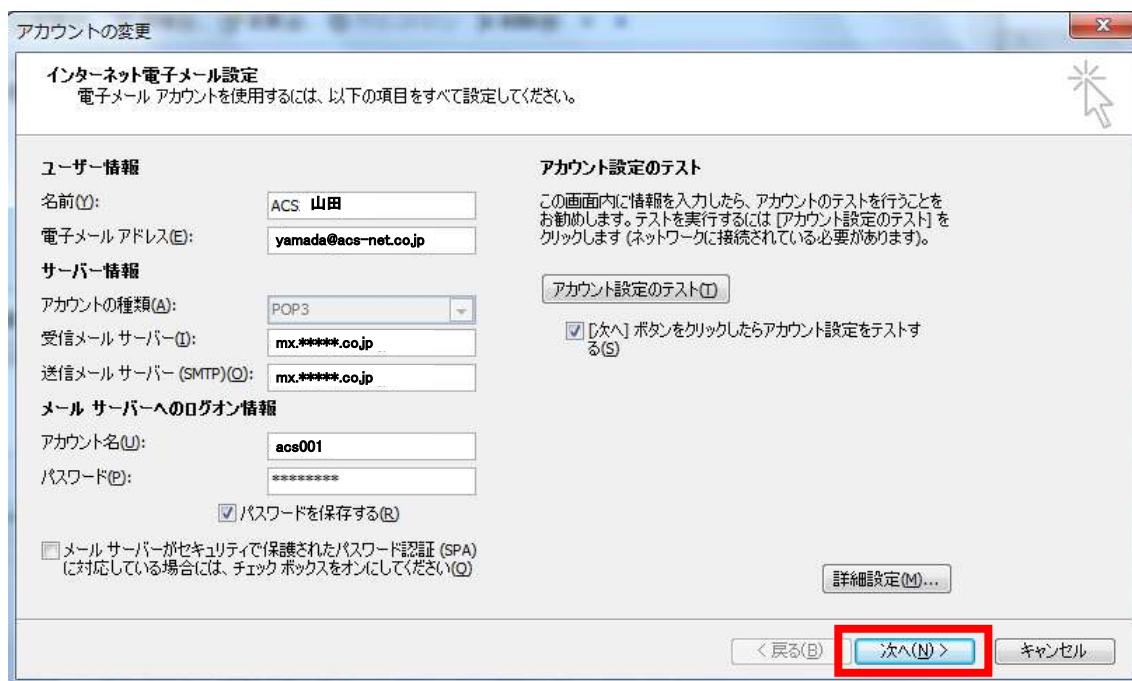 アカウントの変更
インターネット電子メール設定
電子メール アカウントを使用するには、以下の項目をすべて設定してください。
ユーザー情報
名前(Y): ACS 山田
電子メール アドレス(E): yamada@acs-net.co.jp
サーバー情報
アカウントの種類(A): POP3
受信メール サーバー(I): mx.*****.co.jp
送信メール サーバー (SMTP)(O): mx.*****.co.jp
メール サーバーへのログオン情報
アカウント名(U): acs001
パスワード(P): ********
パスワードを保存する(R)
メール サーバーがセキュリティで保護されたパスワード認証 (SPA)
に対応している場合には、チェック ボックスをオンにしてください(Q)
アカウント設定のテスト
この画面内に情報を入力したら、アカウントのテストを行うことを
お勧めします。テストを実行するには [アカウント設定のテスト] を
クリックします (ネットワークに接続されている必要があります)。
アカウント設定のテスト(T)
[次へ] ボタンをクリックしたらアカウント設定をテストす
る(S)
詳細設定(M)...
< 戻る(B)
次へ(N) >
キャンセル